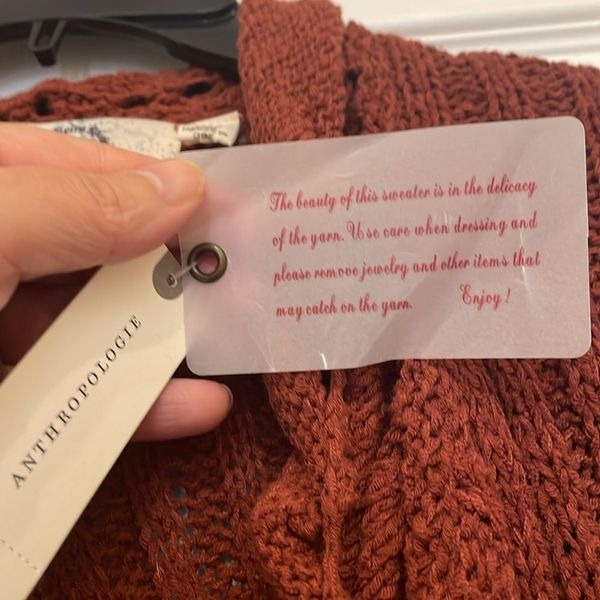 The beauty of this sweater is in the delicacy
of the yarn. Use care when dressing and
please remove jewelry and other items that
may catch on the yarn. Enjoy!
ANTHROPOLOGIE